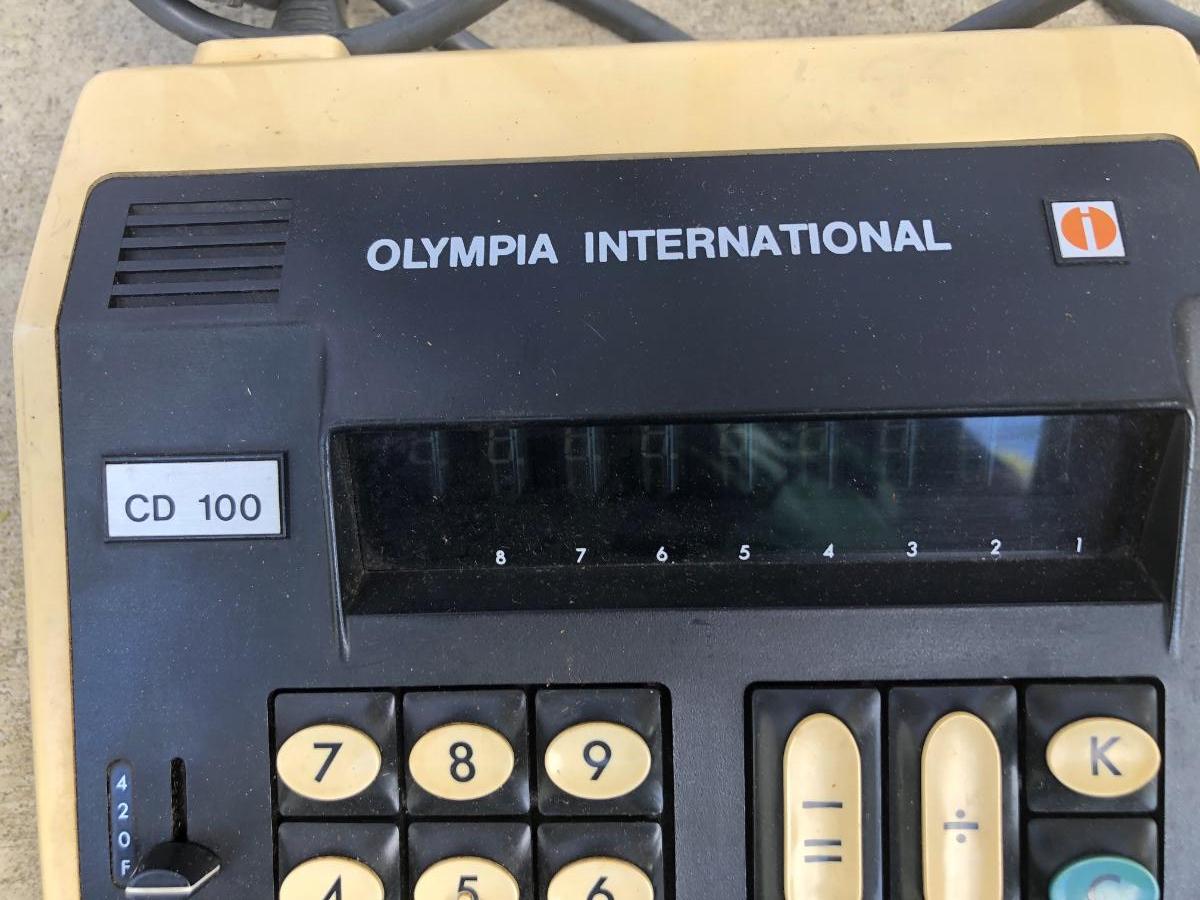 OLYMPIA INTERNATIONAL
i
CD 100
8 7 6 5 4 3 2 1
7 8 9 K
− ÷
=
4
2
0
F
4 5 6 C